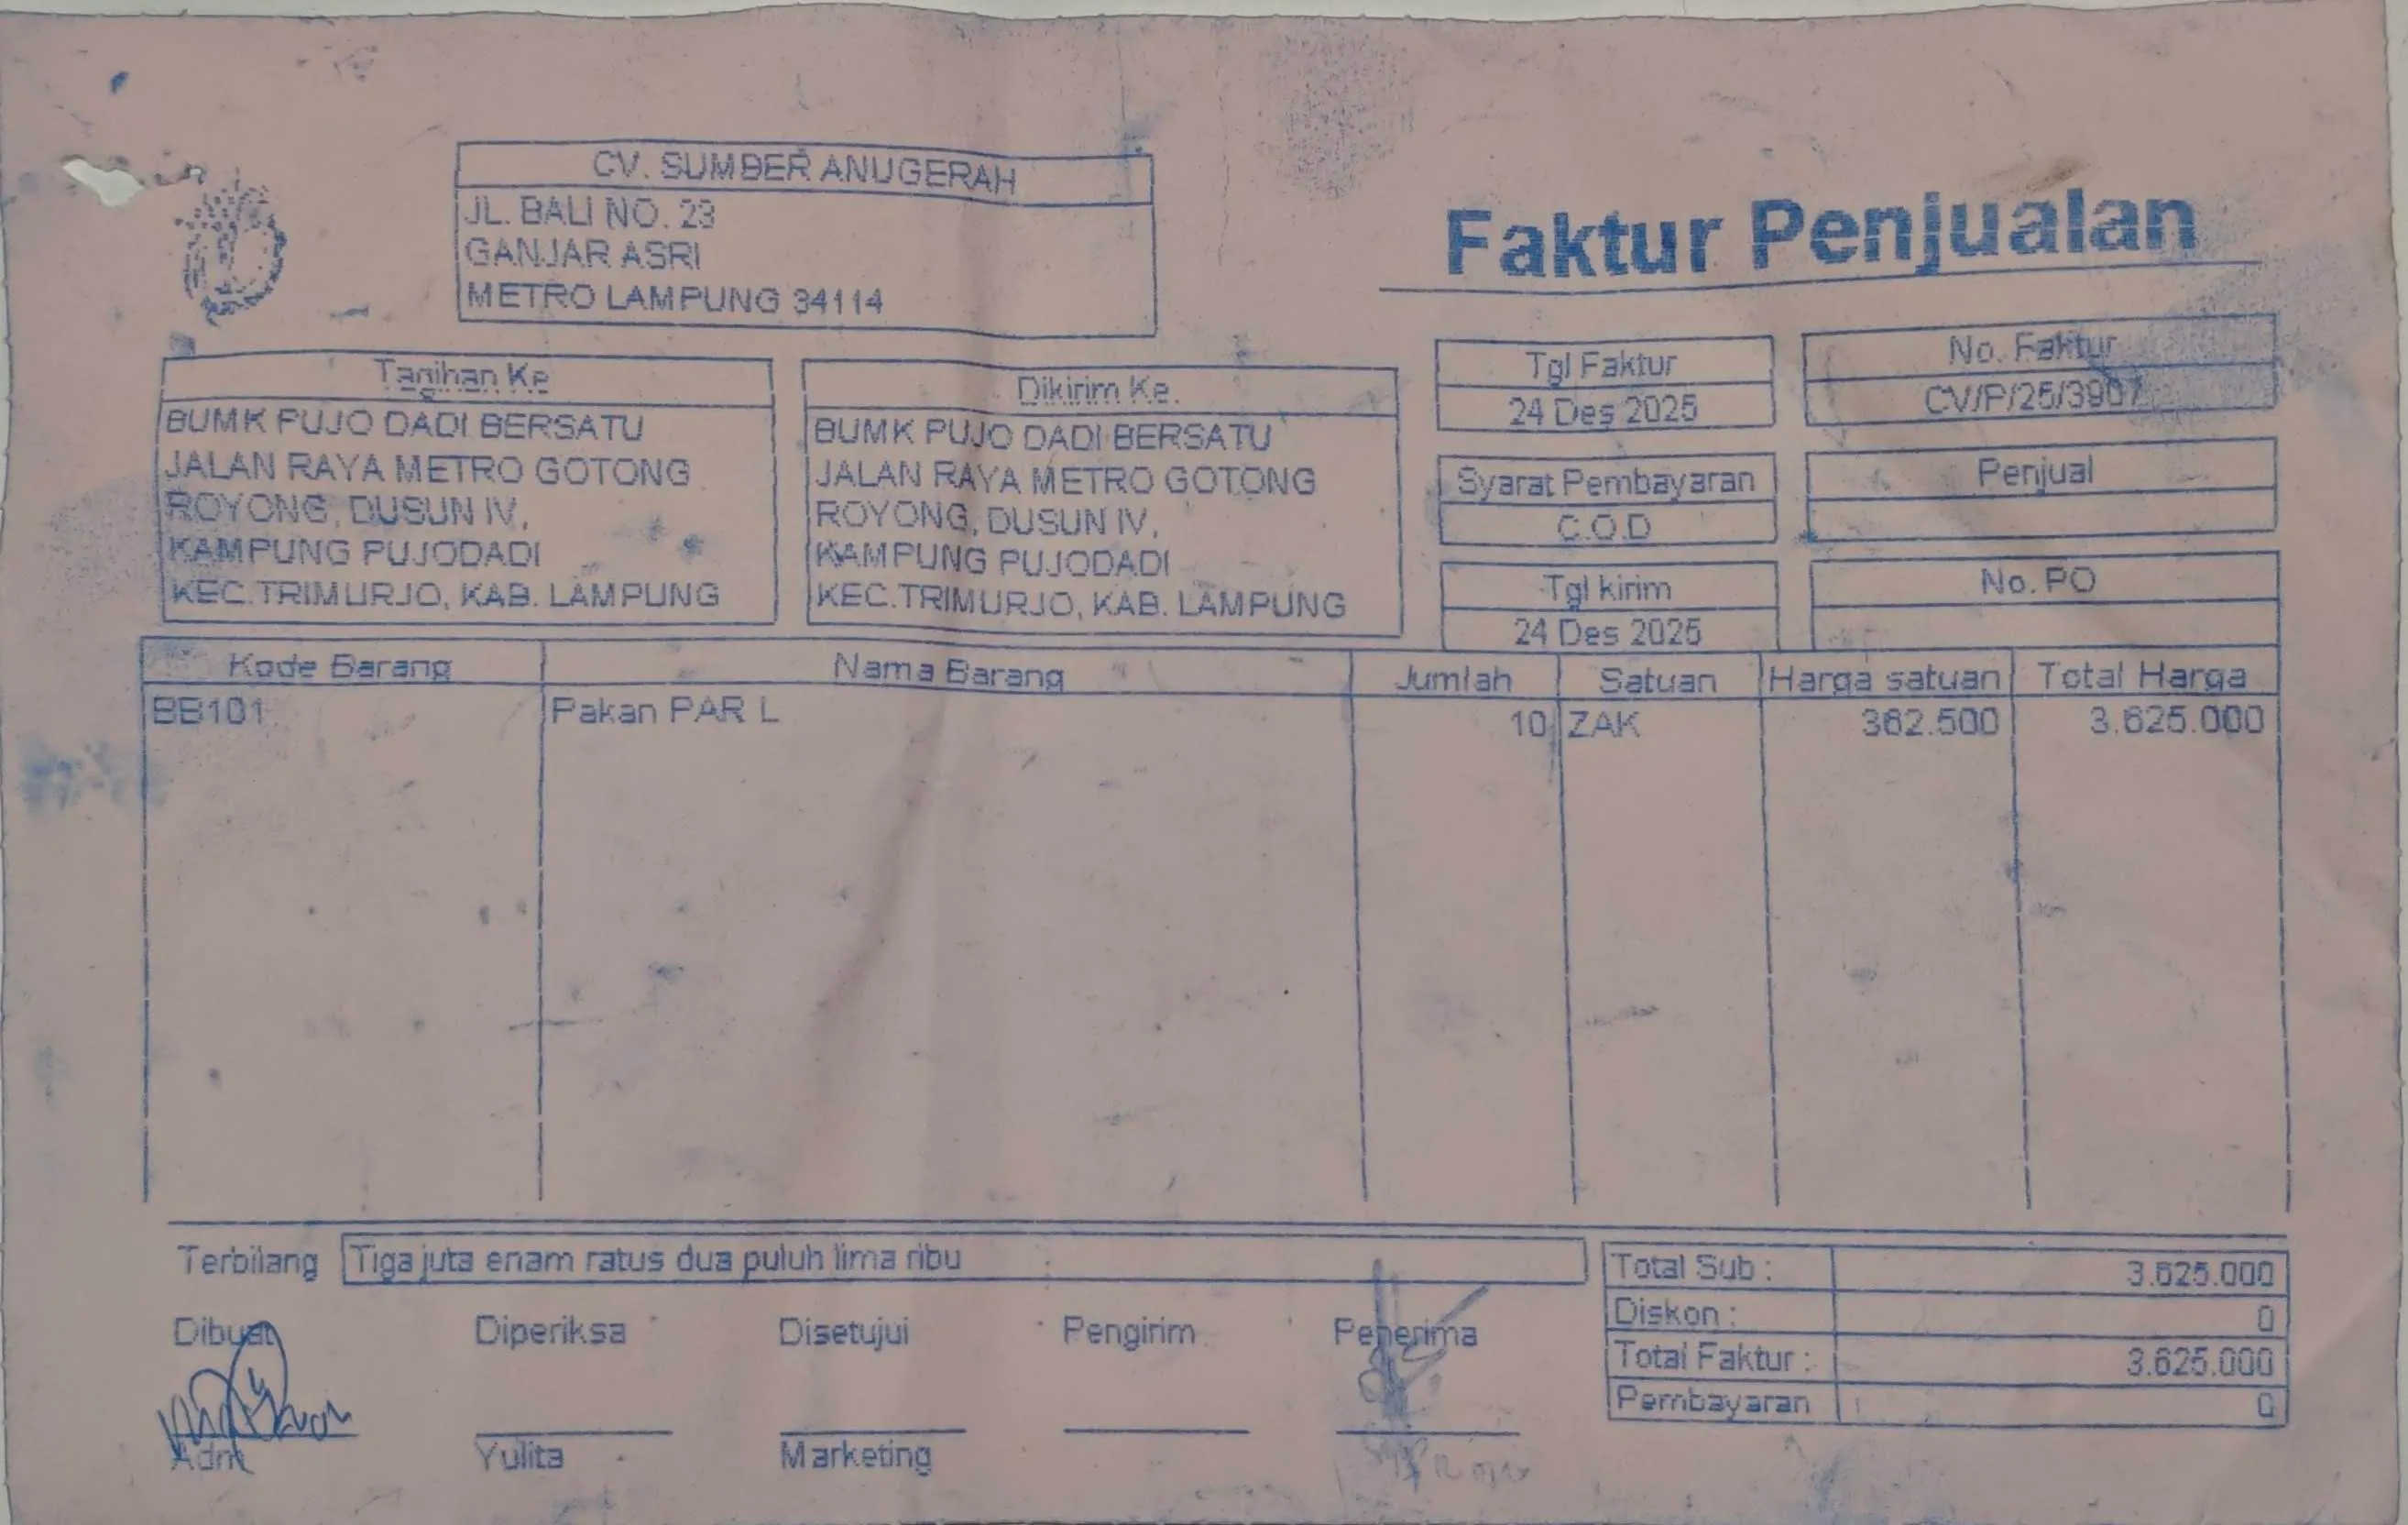 CV. SUMBER ANUGERAH
JL. BALI NO. 23
GANJAR ASRI
METRO LAMPUNG 34114
Faktur Penjualan
Tagihan Ke
BUMK PUJO DADI BERSATU
JALAN RAYA METRO GOTONG
ROYONG, DUSUN IV,
KAMPUNG PUJODADI
KEC.TRIMURJO, KAB. LAMPUNG
Dikirim Ke.
BUMK PUJO DADI BERSATU
JALAN RAYA METRO GOTONG
ROYONG, DUSUN IV,
KAMPUNG PUJODADI
KEC.TRIMURJO, KAB. LAMPUNG
Tgl Faktur
24 Des 2025
No. Faktur
CV/P/25/3907
Syarat Pembayaran
C.O.D
Penjual
Tgl kirim
24 Des 2025
No. PO
Kode Barang Nama Barang Jumlah Satuan Harga satuan Total Harga
BB101 Pakan PAR L 10 ZAK 362.500 3.625.000
Terbilang Tiga juta enam ratus dua puluh lima ribu
Total Sub : 3.625.000
Diskon : 0
Total Faktur : 3.625.000
Pembayaran 0
Dibuat Diperiksa Disetujui Pengirim Penerima
Adm Yulita Marketing